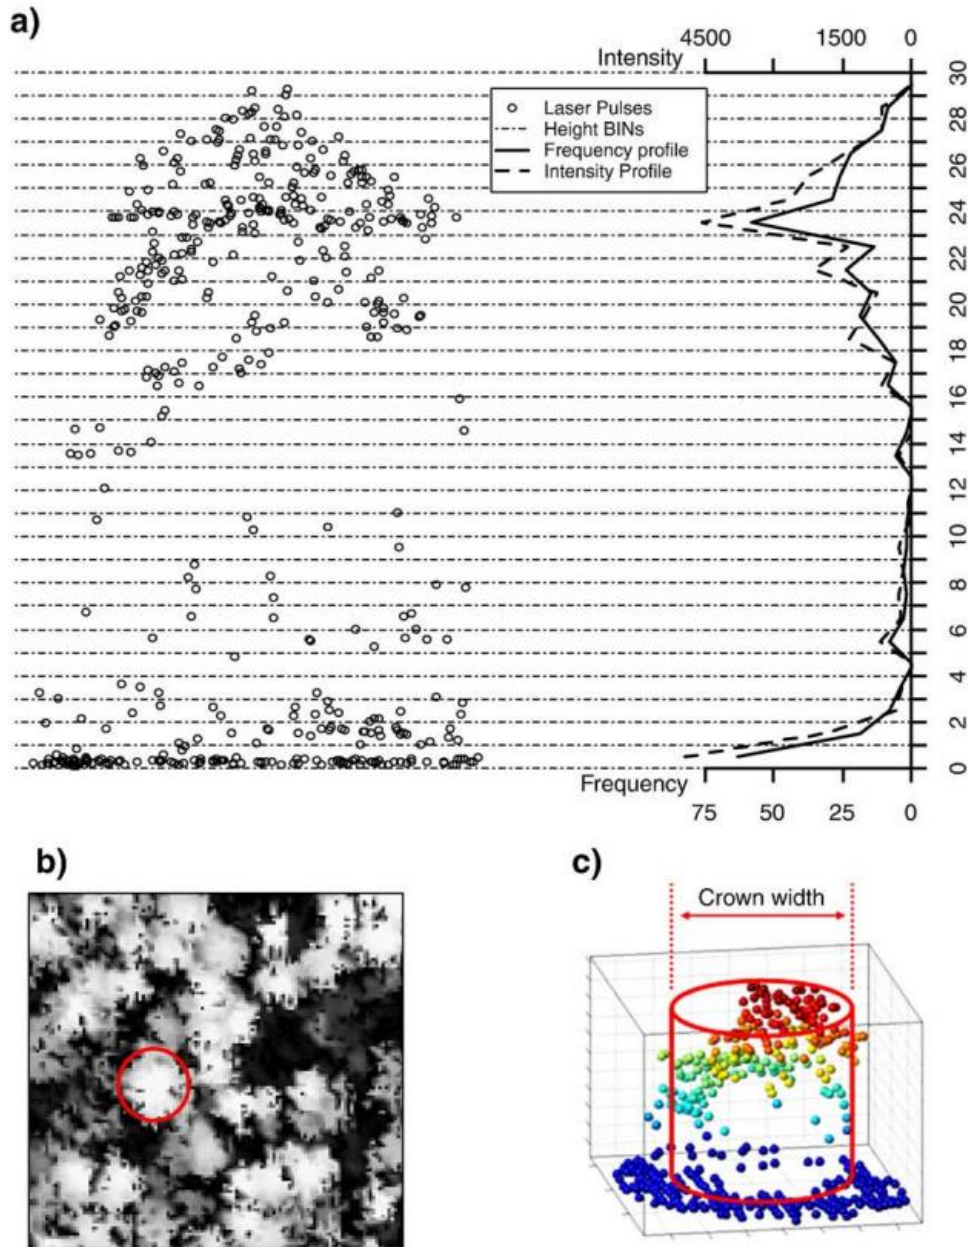 a)
4500 1500 0
Intensity
Laser Pulses
Height BINs
Frequency profile
Intensity Profile
30
28
26
24
22
20
18
16
14
12
10
8
6
4
2
0
Frequency
75 50 25 0
b)
c)
Crown width